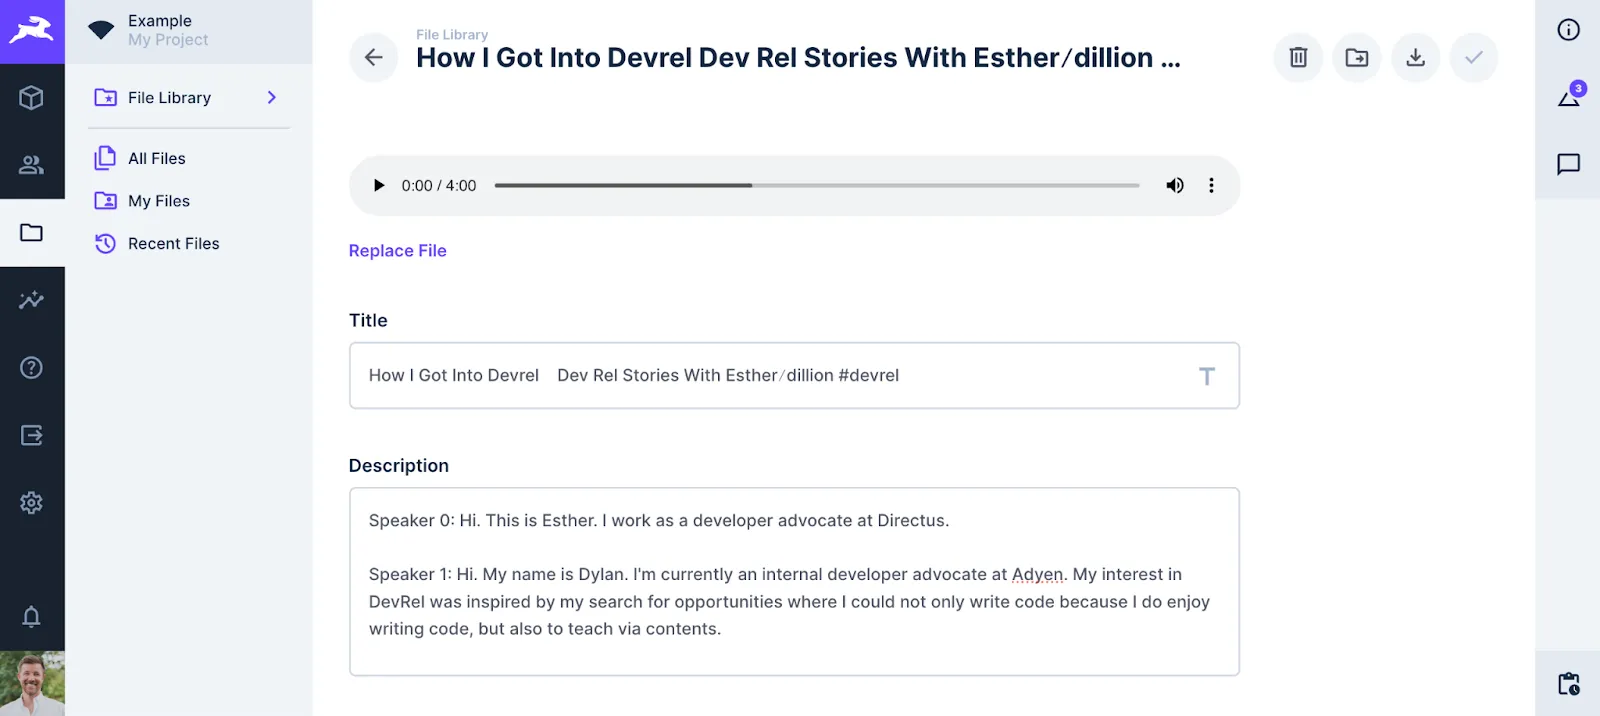 Example
My Project
File Library
All Files
My Files
Recent Files
File Library
How I Got Into Devrel Dev Rel Stories With Esther/dillion ...
0:00 / 4:00
Replace File
Title
How I Got Into Devrel    Dev Rel Stories With Esther/dillion #devrel
T
Description
Speaker 0: Hi. This is Esther. I work as a developer advocate at Directus.
Speaker 1: Hi. My name is Dylan. I'm currently an internal developer advocate at Adyen. My interest in
DevRel was inspired by my search for opportunities where I could not only write code because I do enjoy
writing code, but also to teach via contents.
3